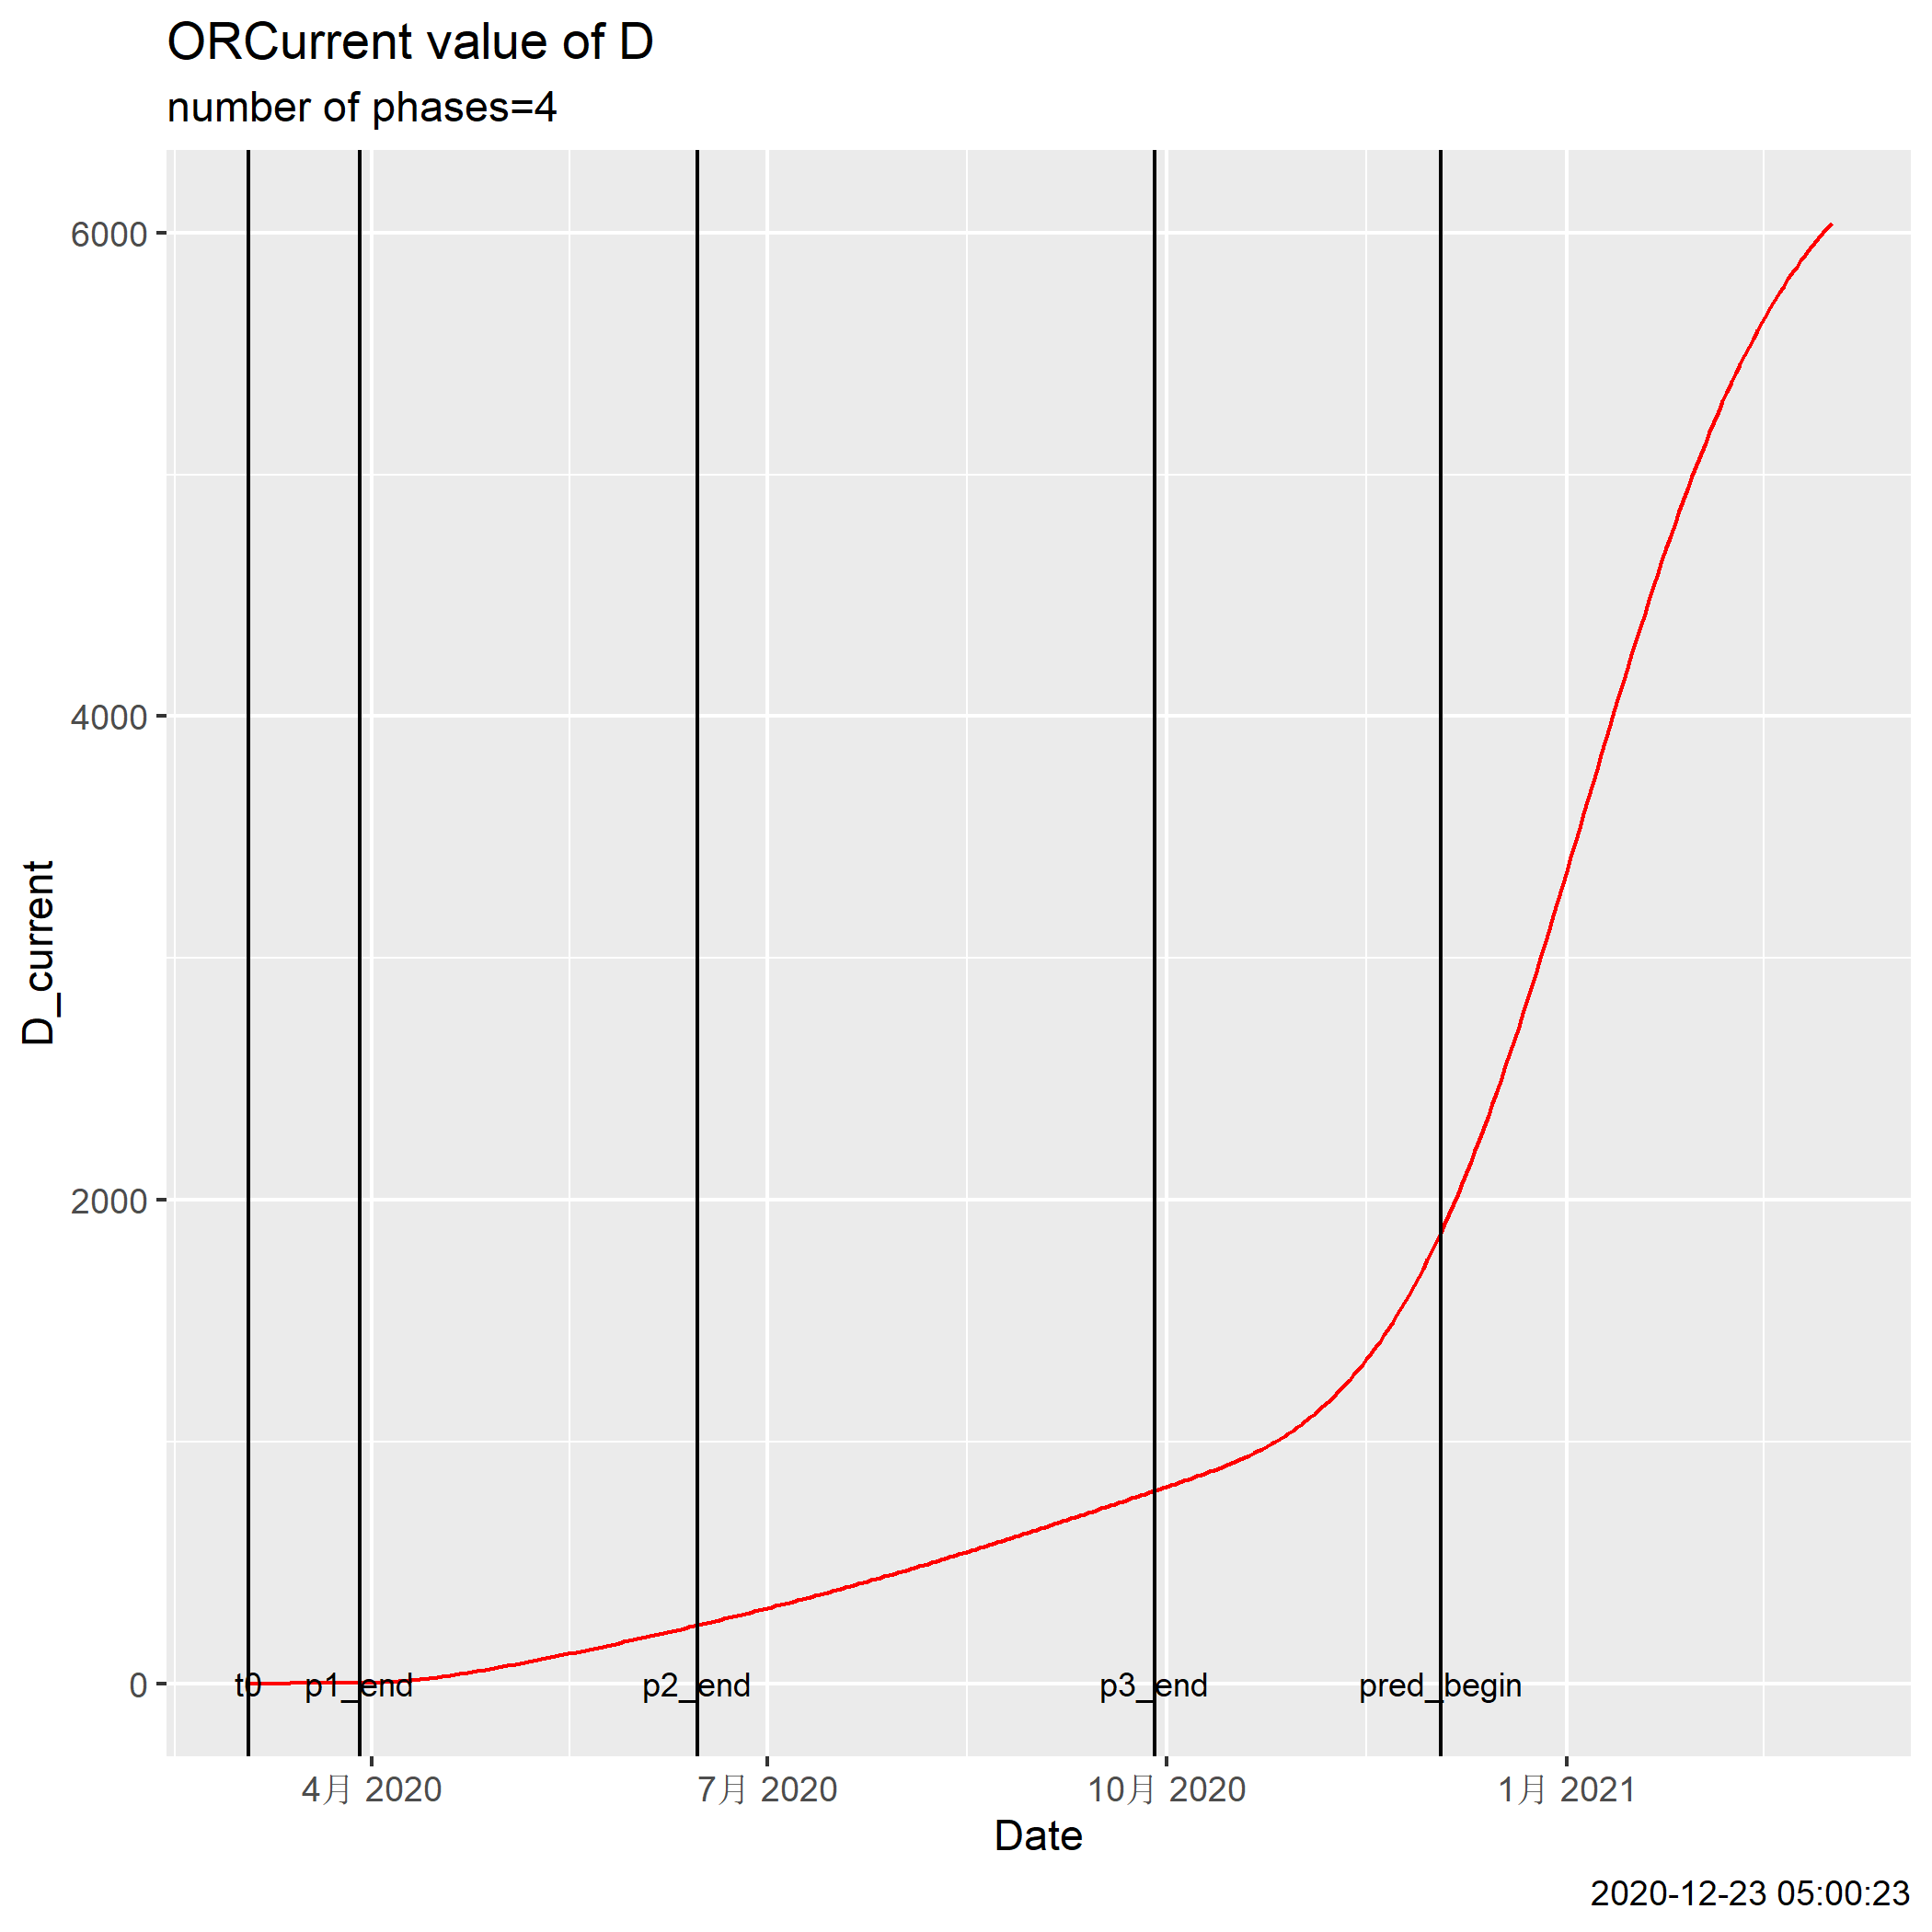 ORCurrent value of D
number of phases=4
6000
4000
2000
0
D_current
t0
p1_end
p2_end
p3_end
pred_begin
4月 2020
7月 2020
10月 2020
1月 2021
Date
2020-12-23 05:00:23